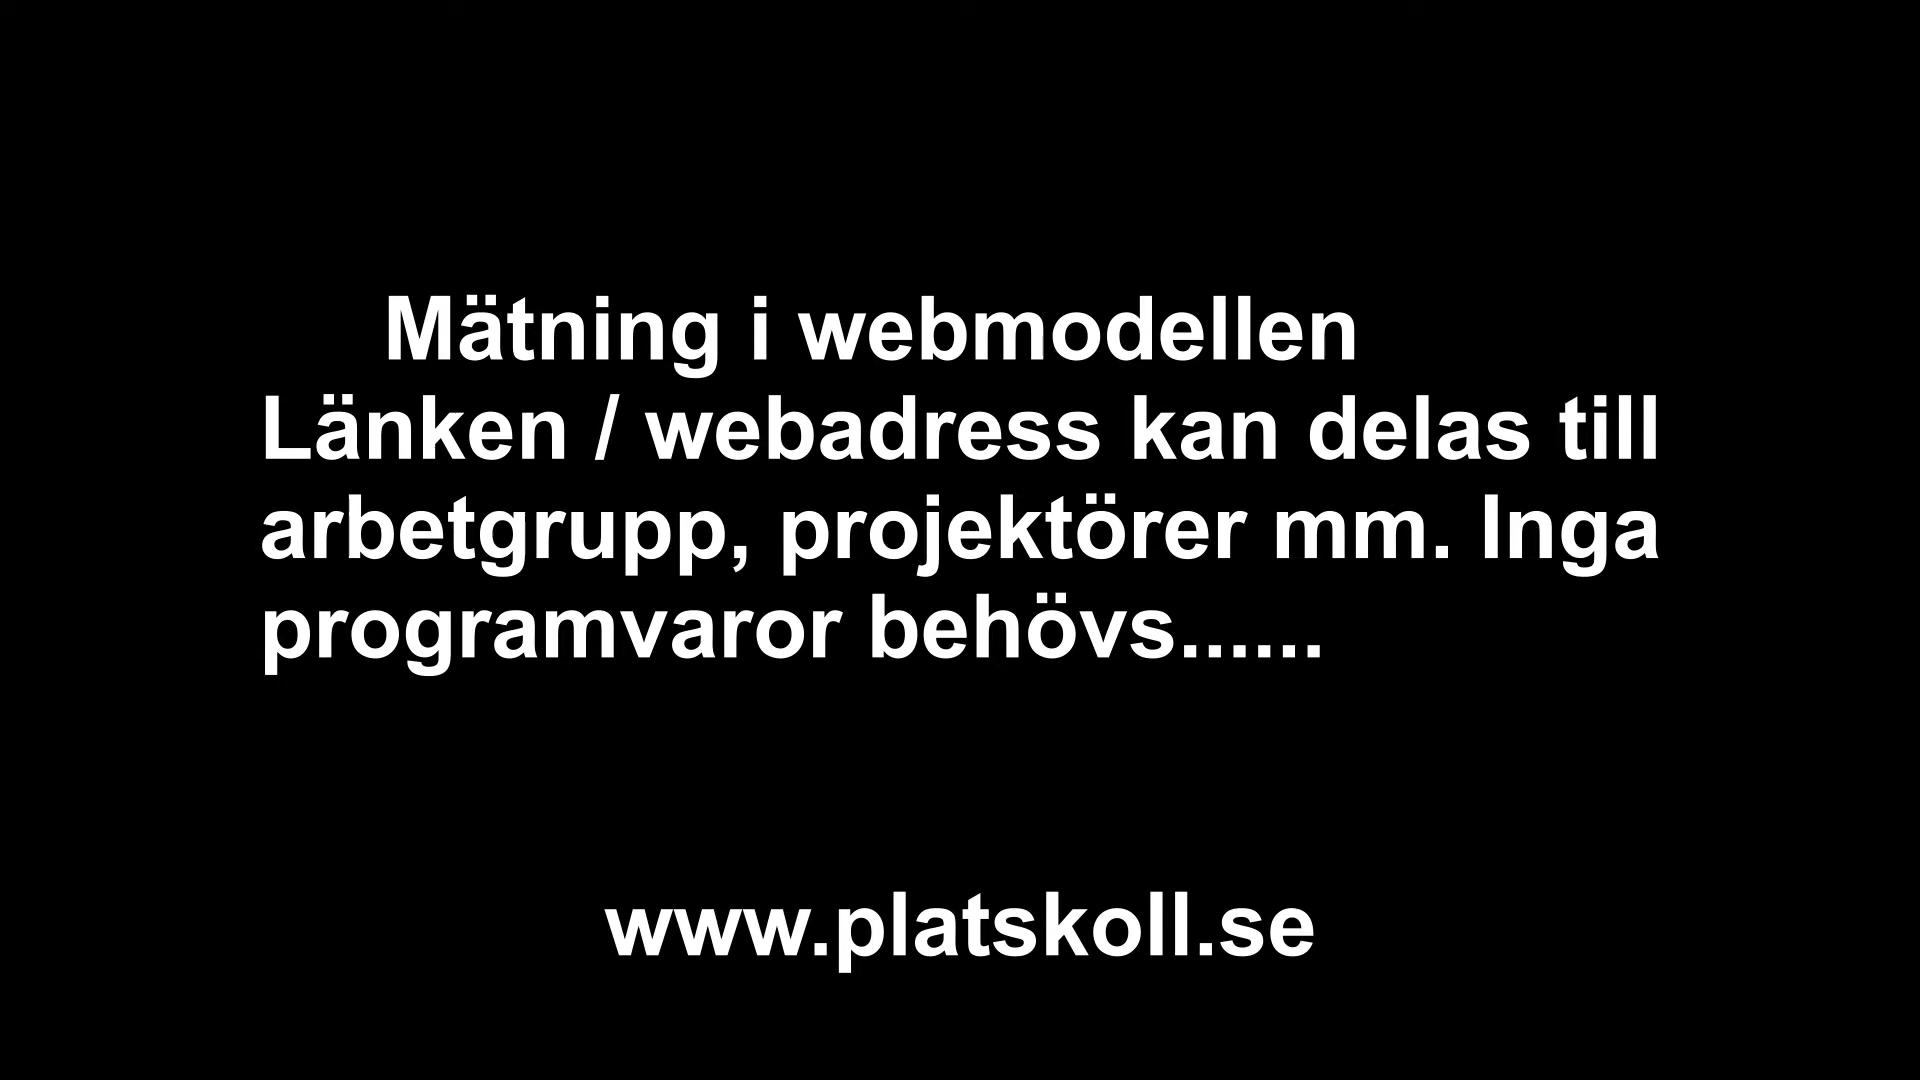 Mätning i webmodellen
Länken / webadress kan delas till
arbetgrupp, projektörer mm. Inga
programvaror behövs......
www.platskoll.se